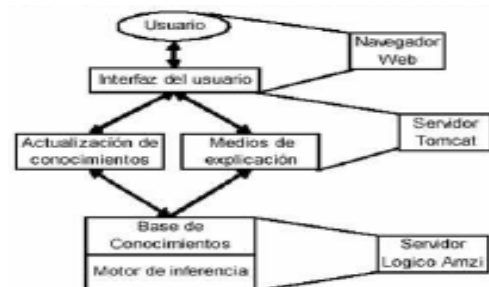 Usuario
Navegador
Web
Interfaz del usuario
Actualización de
conocimientos
Medios de
explicación
Servidor
Tomcat
Base de
Conocimientos
Motor de inferencia
Servidor
Logico Amzi